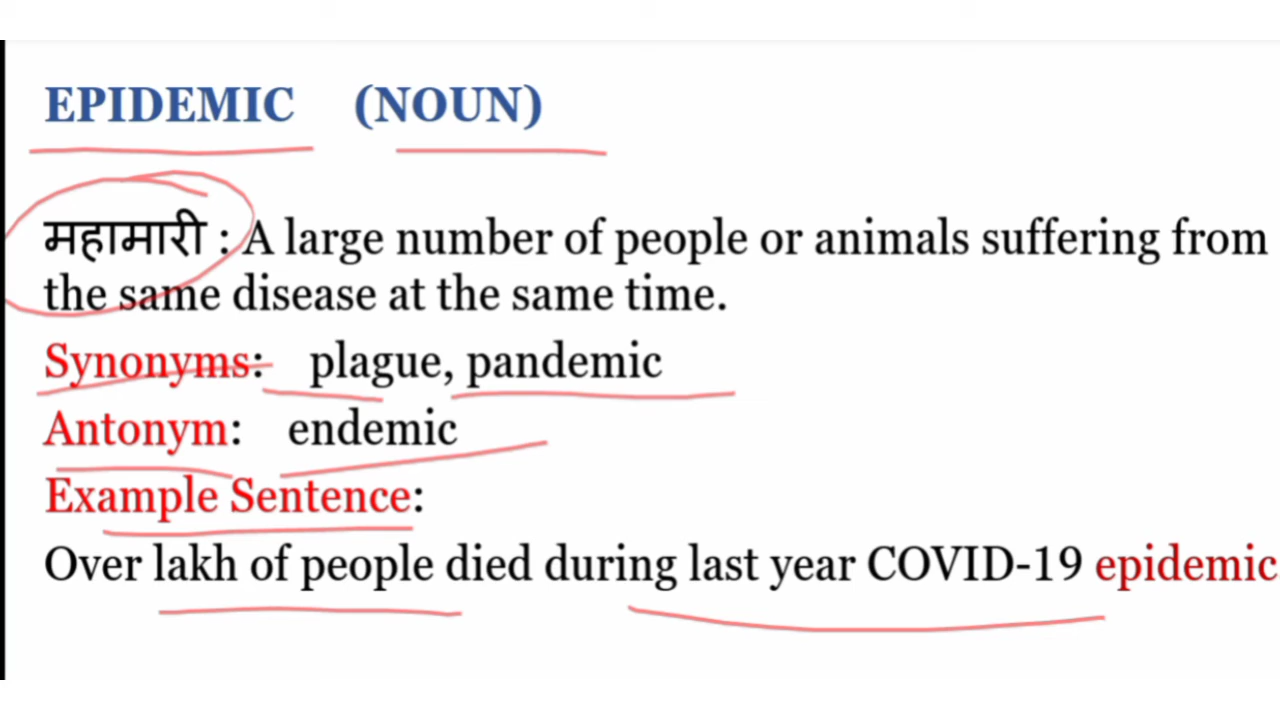 EPIDEMIC (NOUN)
महामारी : A large number of people or animals suffering from
the same disease at the same time.
Synonyms: plague, pandemic
Antonym: endemic
Example Sentence:
Over lakh of people died during last year COVID-19 epidemic